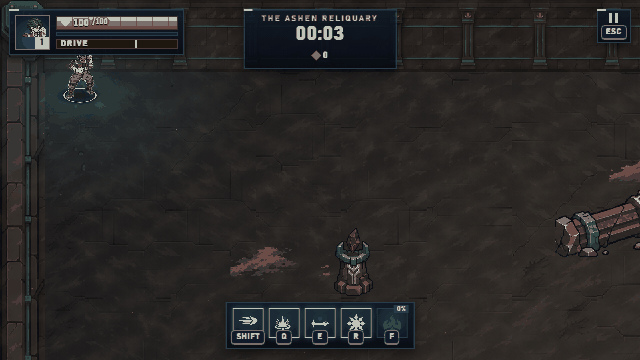 100/100
1
DRIVE
THE ASHEN RELIQUARY
00:03
0
ESC
0%
SHIFT Q E R F